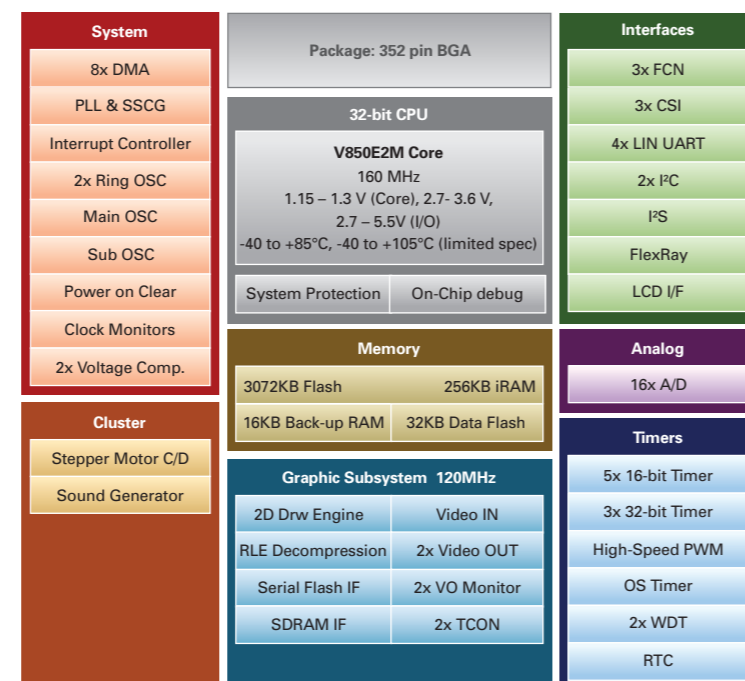 System
8x DMA
PLL & SSCG
Interrupt Controller
2x Ring OSC
Main OSC
Sub OSC
Power on Clear
Clock Monitors
2x Voltage Comp.
Cluster
Stepper Motor C/D
Sound Generator
Package: 352 pin BGA
32-bit CPU
V850E2M Core
160 MHz
1.15 – 1.3 V (Core), 2.7- 3.6 V,
2.7 – 5.5V (I/O)
-40 to +85°C, -40 to +105°C (limited spec)
System Protection On-Chip debug
Memory
3072KB Flash 256KB iRAM
16KB Back-up RAM 32KB Data Flash
Graphic Subsystem 120MHz
2D Drw Engine Video IN
RLE Decompression 2x Video OUT
Serial Flash IF 2x VO Monitor
SDRAM IF 2x TCON
Interfaces
3x FCN
3x CSI
4x LIN UART
2x I²C
I²S
FlexRay
LCD I/F
Analog
16x A/D
Timers
5x 16-bit Timer
3x 32-bit Timer
High-Speed PWM
OS Timer
2x WDT
RTC